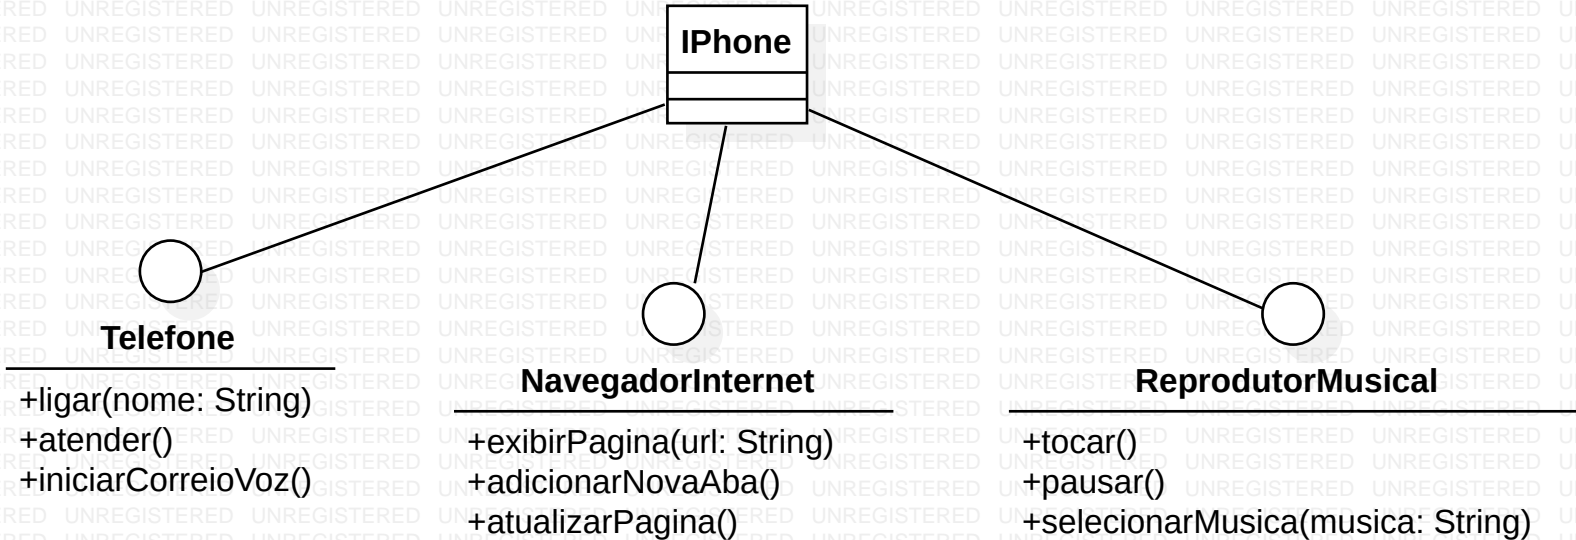 IPhone
Telefone
+ligar(nome: String)
+atender()
+iniciarCorreioVoz()
NavegadorInternet
+exibirPagina(url: String)
+adicionarNovaAba()
+atualizarPagina()
ReprodutorMusical
+tocar()
+pausar()
+selecionarMusica(musica: String)
UNREGISTERED